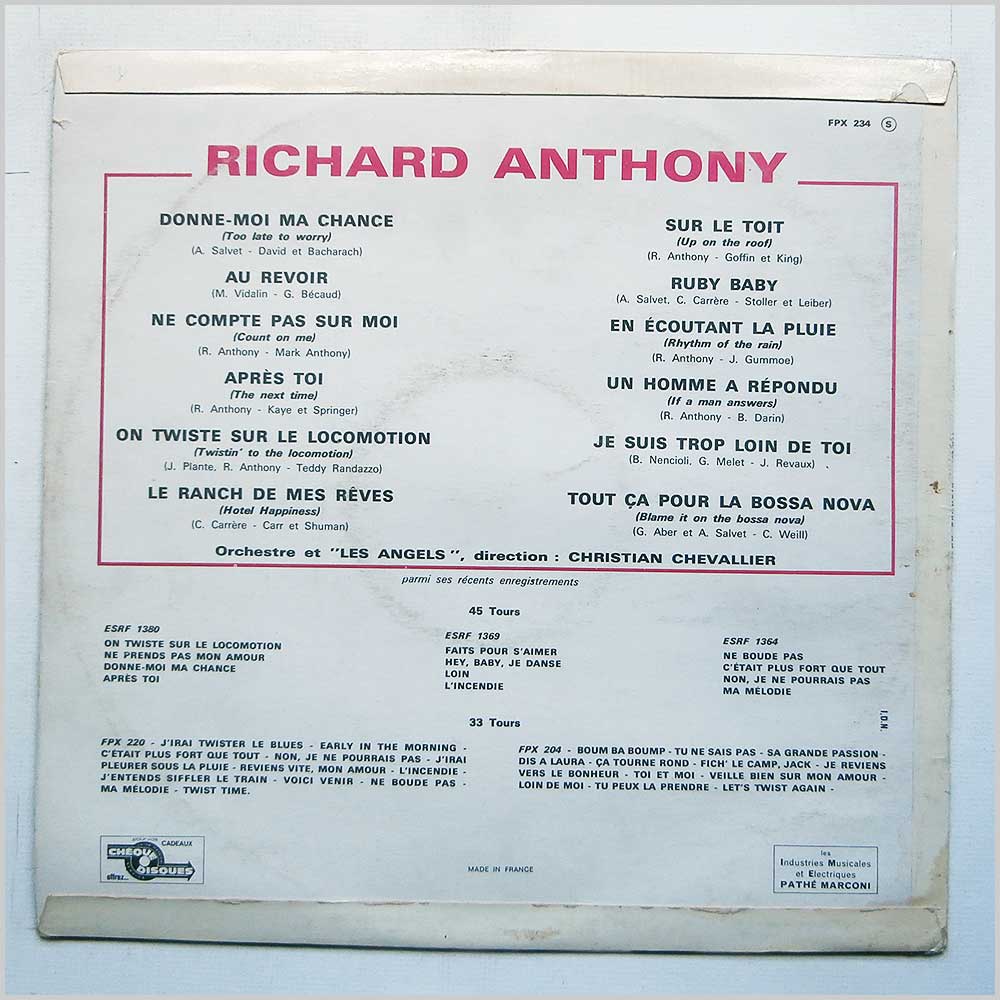 FPX 234 S
RICHARD ANTHONY
DONNE-MOI MA CHANCE
(Too late to worry)
(A. Salvet - David et Bacharach)
AU REVOIR
(M. Vidalin - G. Bécaud)
NE COMPTE PAS SUR MOI
(Count on me)
(R. Anthony - Mark Anthony)
APRÈS TOI
(The next time)
(R. Anthony - Kaye et Springer)
ON TWISTE SUR LE LOCOMOTION
(Twistin' to the locomotion)
(J. Plante, R. Anthony - Teddy Randazzo)
LE RANCH DE MES RÊVES
(Hotel Happiness)
(C. Carrère - Carr et Shuman)
SUR LE TOIT
(Up on the roof)
(R. Anthony - Goffin et King)
RUBY BABY
(A. Salvet, C. Carrère - Stoller et Leiber)
EN ÉCOUTANT LA PLUIE
(Rhythm of the rain)
(R. Anthony - J. Gummoe)
UN HOMME A RÉPONDU
(If a man answers)
(R. Anthony - B. Darin)
JE SUIS TROP LOIN DE TOI
(B. Nencioli, G. Melet - J. Revaux)
TOUT ÇA POUR LA BOSSA NOVA
(Blame it on the bossa nova)
(G. Aber et A. Salvet - C. Weill)
Orchestre et "LES ANGELS", direction : CHRISTIAN CHEVALLIER
parmi ses récents enregistrements
45 Tours
ESRF 1380
ON TWISTE SUR LE LOCOMOTION
NE PRENDS PAS MON AMOUR
DONNE-MOI MA CHANCE
APRÈS TOI
ESRF 1369
FAITS POUR S'AIMER
HEY, BABY, JE DANSE
LOIN
L'INCENDIE
ESRF 1364
NE BOUDE PAS
C'ÉTAIT PLUS FORT QUE TOUT
NON, JE NE POURRAIS PAS
MA MÉLODIE
I.D.N.
33 Tours
FPX 220 - J'IRAI TWISTER LE BLUES - EARLY IN THE MORNING -
C'ÉTAIT PLUS FORT QUE TOUT - NON, JE NE POURRAIS PAS - J'IRAI
PLEURER SOUS LA PLUIE - REVIENS VITE, MON AMOUR - L'INCENDIE -
J'ENTENDS SIFFLER LE TRAIN - VOICI VENIR - NE BOUDE PAS -
MA MÉLODIE - TWIST TIME.
FPX 204 - BOUM BA BOUMP - TU NE SAIS PAS - SA GRANDE PASSION -
DIS A LAURA - ÇA TOURNE ROND - FICH' LE CAMP, JACK - JE REVIENS
VERS LE BONHEUR - TOI ET MOI - VEILLE BIEN SUR MON AMOUR -
LOIN DE MOI - TU PEUX LA PRENDRE - LET'S TWIST AGAIN -
POUR VOS CADEAUX
CHÈQUE DISQUES
offrez...
MADE IN FRANCE
les
Industries Musicales
et Electriques
PATHÉ MARCONI